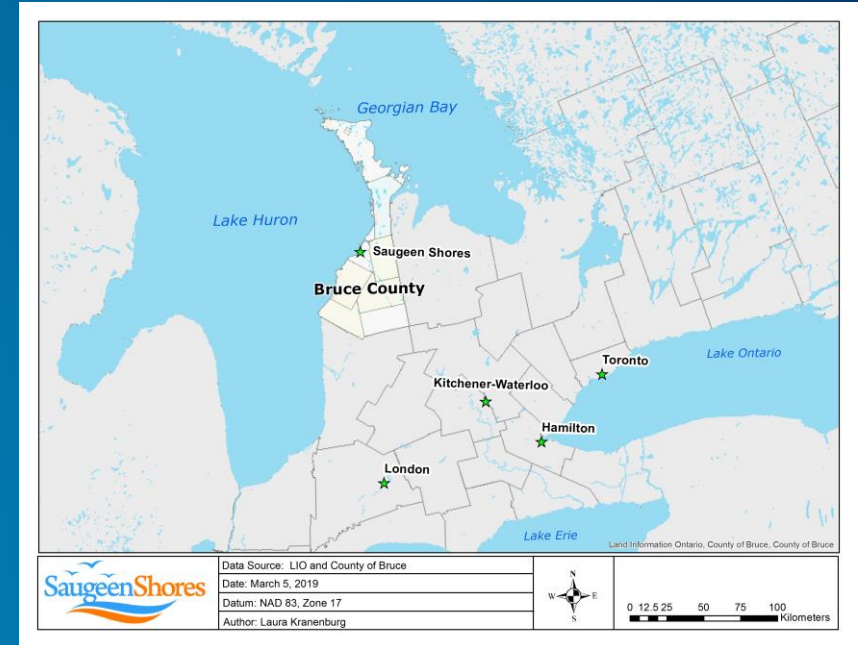 Georgian Bay
Lake Huron
Saugeen Shores
Bruce County
Toronto
Lake Ontario
Kitchener-Waterloo
Hamilton
London
Lake Erie
Land Information Ontario, County of Bruce, County of Bruce
SaugeenShores
Data Source: LIO and County of Bruce
Date: March 5, 2019
Datum: NAD 83, Zone 17
Author: Laura Kranenburg
N
W E
S
0 12.5 25 50 75 100
Kilometers